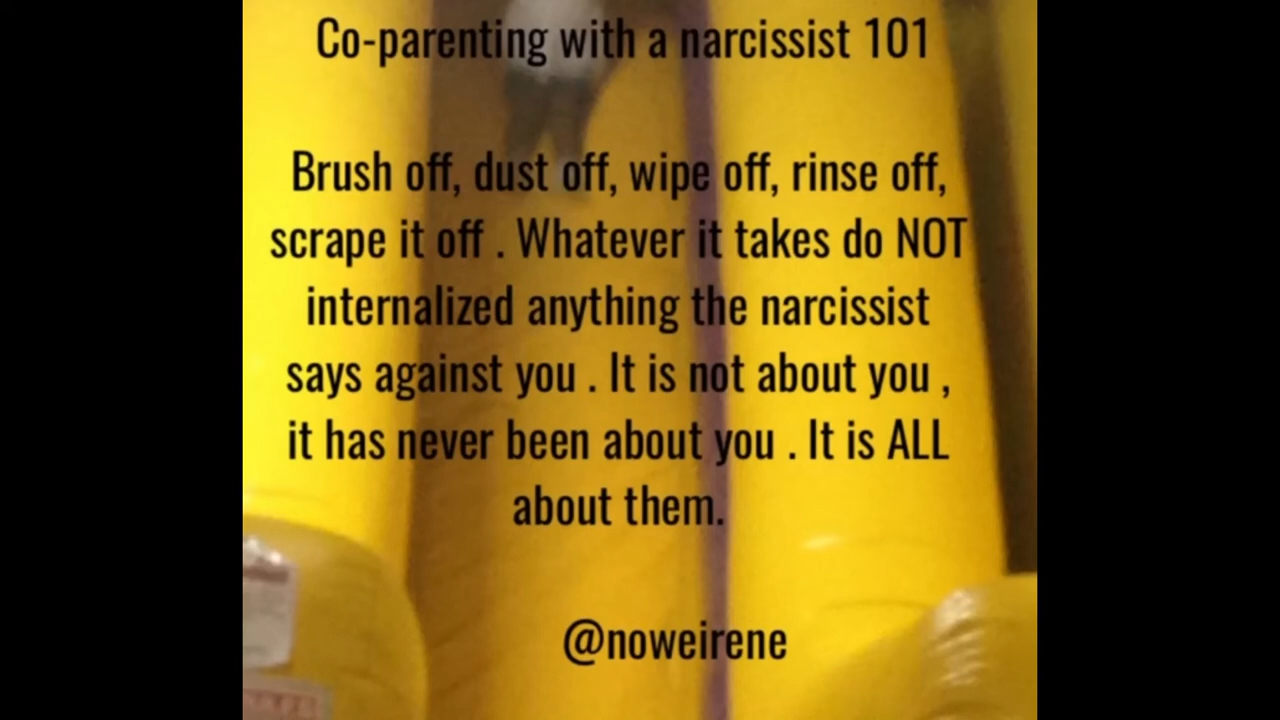 Co-parenting with a narcissist 101
Brush off, dust off, wipe off, rinse off,
scrape it off . Whatever it takes do NOT
internalized anything the narcissist
says against you . It is not about you ,
it has never been about you . It is ALL
about them.
@noweirene